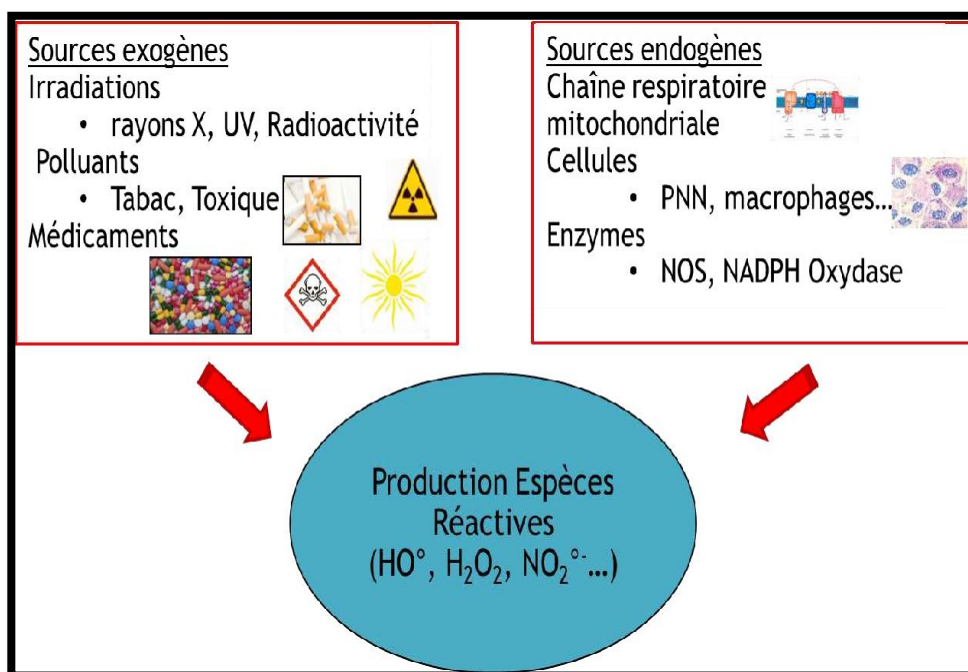 Sources exogènes
Irradiations
• rayons X, UV, Radioactivité
Polluants
• Tabac, Toxique
Médicaments
Sources endogènes
Chaîne respiratoire
mitochondriale
Cellules
• PNN, macrophages...
Enzymes
• NOS, NADPH Oxydase
Production Espèces
Réactives
(HO°, H₂O₂, NO₂°⁻...)